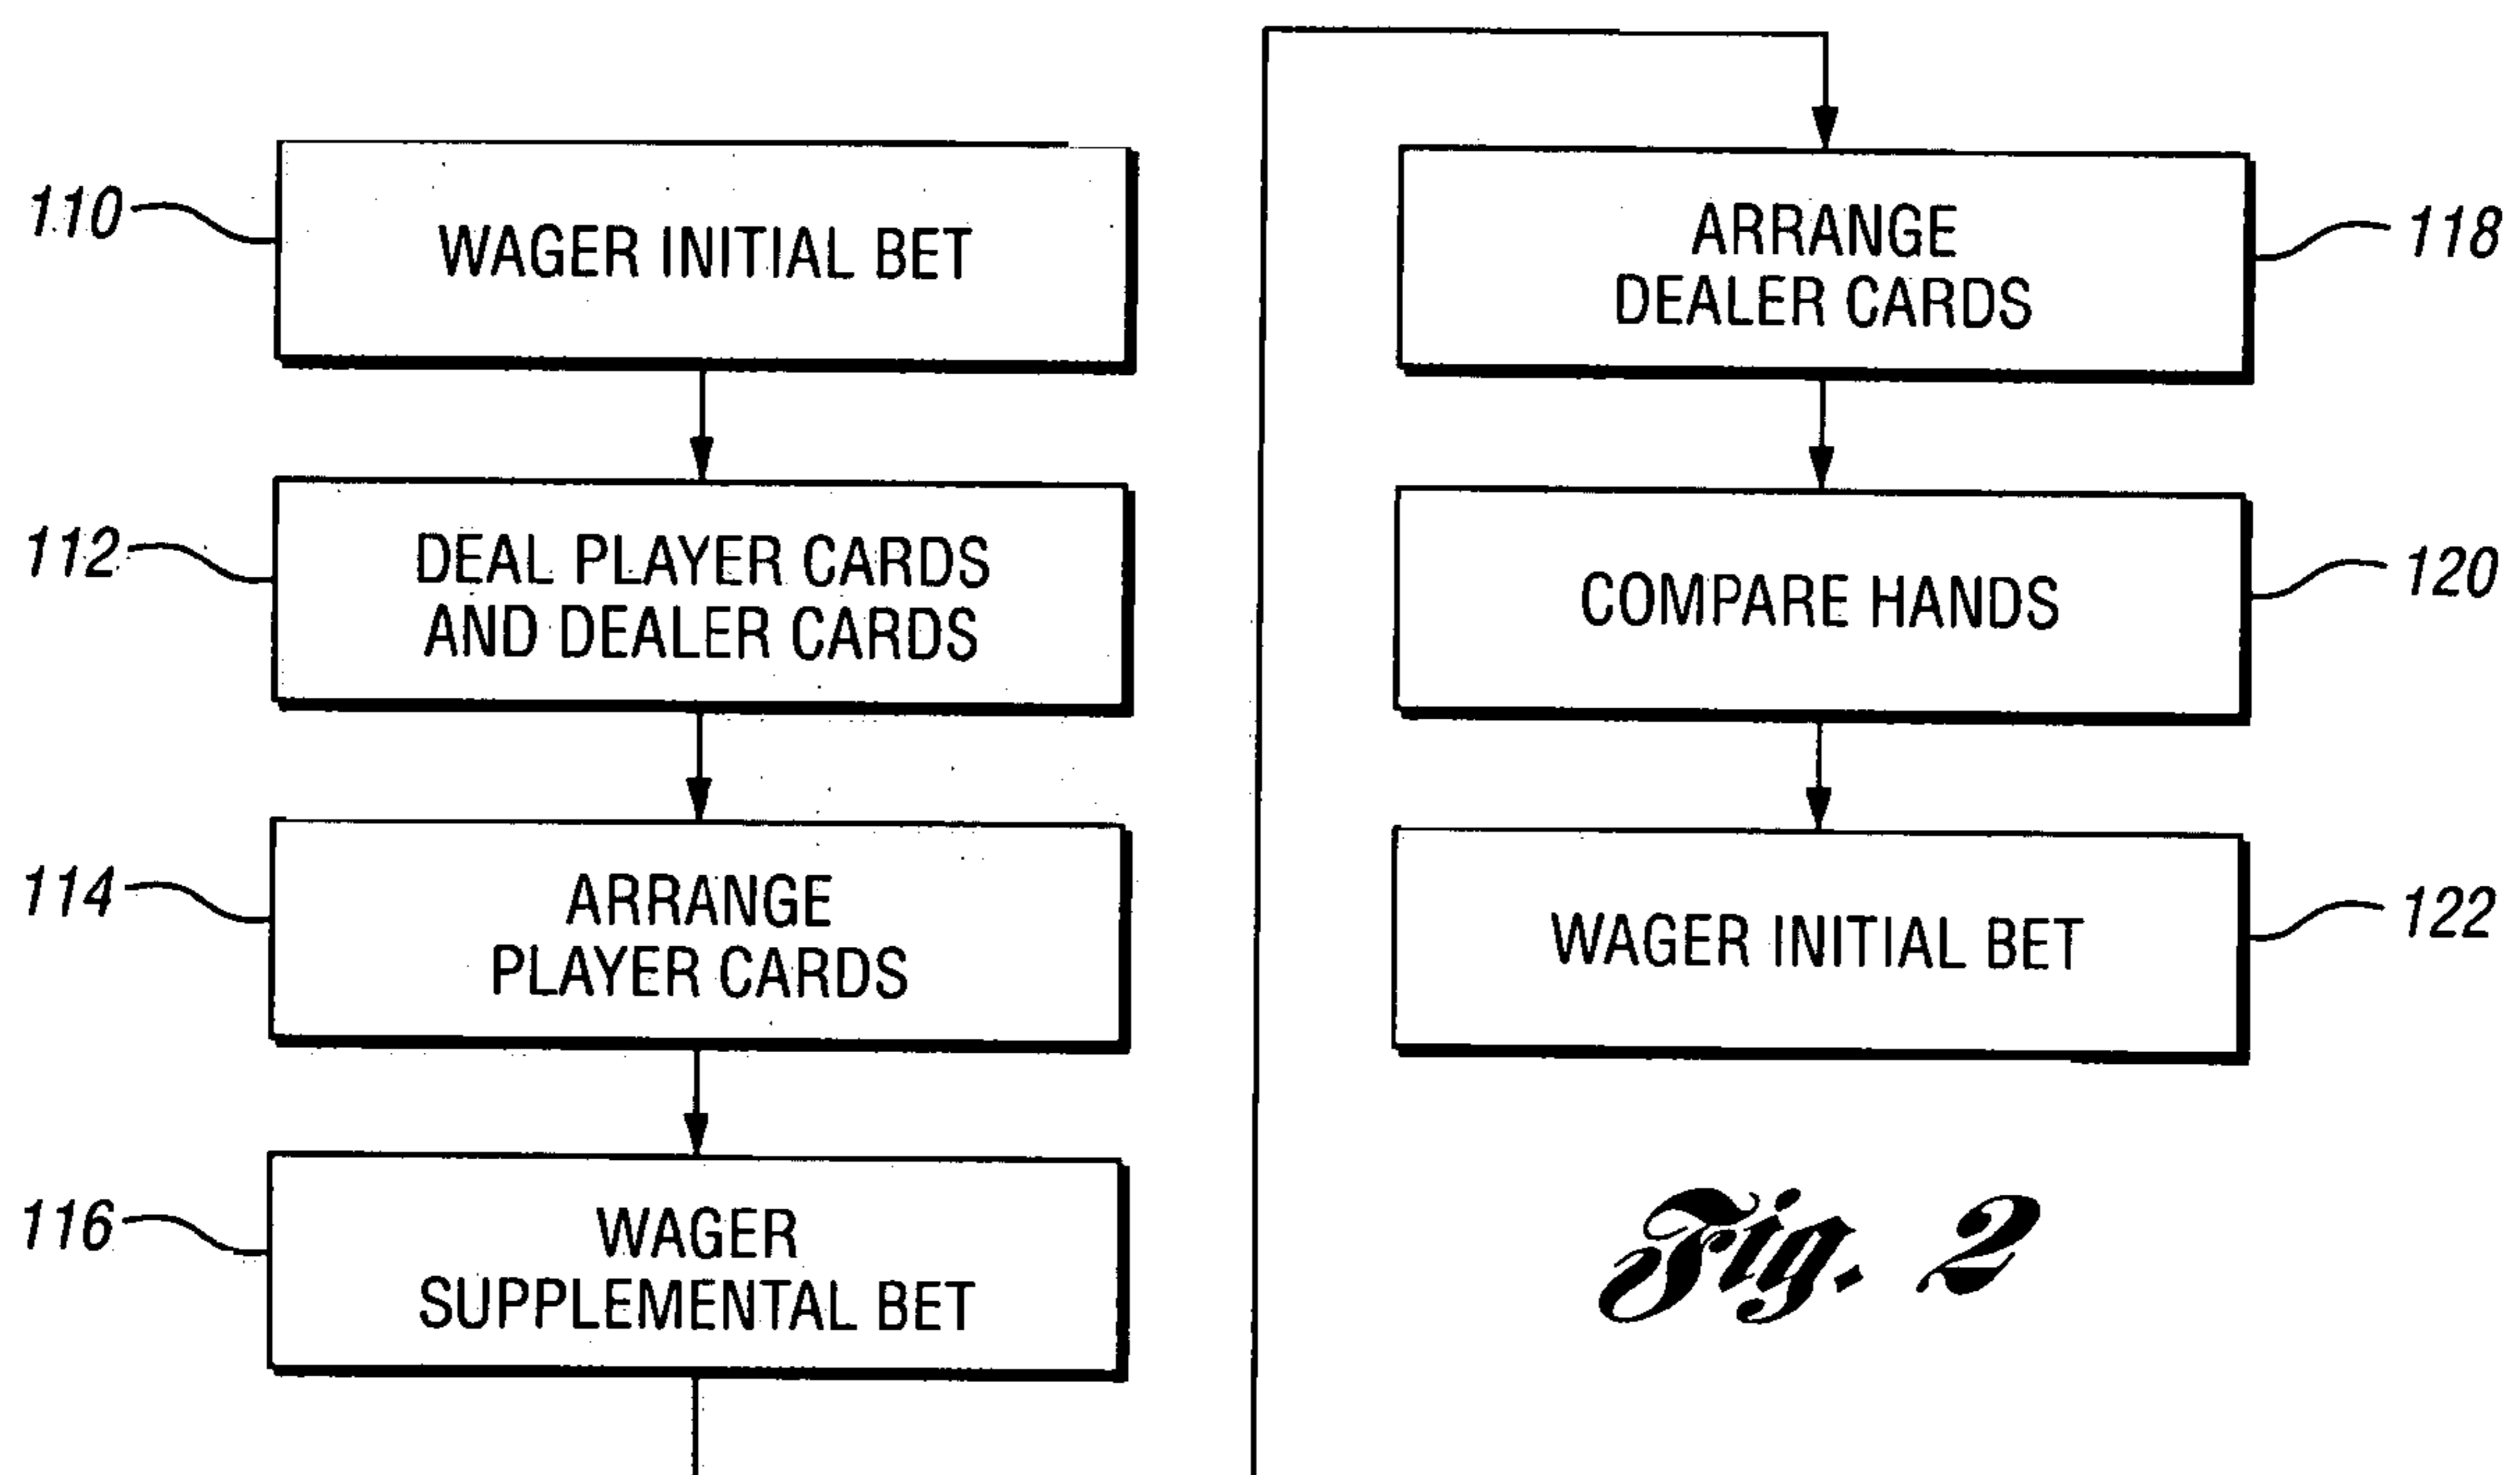 110
WAGER INITIAL BET
112
DEAL PLAYER CARDS
AND DEALER CARDS
114
ARRANGE
PLAYER CARDS
116
WAGER
SUPPLEMENTAL BET
ARRANGE
DEALER CARDS
118
COMPARE HANDS
120
WAGER INITIAL BET
122
Fig. 2